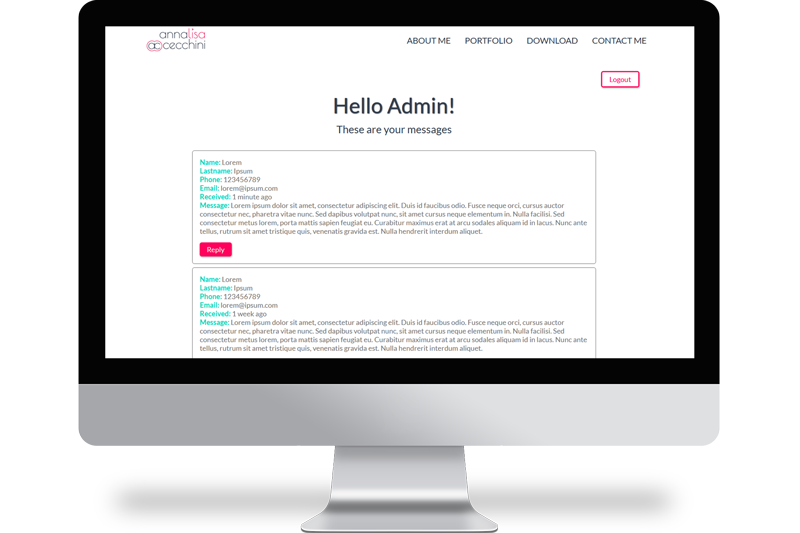 annalisa
cecchini
ABOUT ME PORTFOLIO DOWNLOAD CONTACT ME
Logout
Hello Admin!
These are your messages
Name: Lorem
Lastname: Ipsum
Phone: 123456789
Email: lorem@ipsum.com
Received: 1 minute ago
Message: Lorem ipsum dolor sit amet, consectetur adipiscing elit. Duis id faucibus odio. Fusce neque orci, cursus auctor
consectetur nec, pharetra vitae nunc. Sed dapibus volutpat nunc, sit amet cursus neque elementum in. Nulla facilisi. Sed
consectetur metus lorem, porta mattis sapien feugiat eu. Curabitur maximus erat at arcu sodales aliquam id in lacus. Nunc ante
tellus, rutrum sit amet tristique quis, venenatis gravida est. Nulla hendrerit interdum aliquet.
Reply
Name: Lorem
Lastname: Ipsum
Phone: 123456789
Email: lorem@ipsum.com
Received: 1 week ago
Message: Lorem ipsum dolor sit amet, consectetur adipiscing elit. Duis id faucibus odio. Fusce neque orci, cursus auctor
consectetur nec, pharetra vitae nunc. Sed dapibus volutpat nunc, sit amet cursus neque elementum in. Nulla facilisi. Sed
consectetur metus lorem, porta mattis sapien feugiat eu. Curabitur maximus erat at arcu sodales aliquam id in lacus. Nunc ante
tellus, rutrum sit amet tristique quis, venenatis gravida est. Nulla hendrerit interdum aliquet.